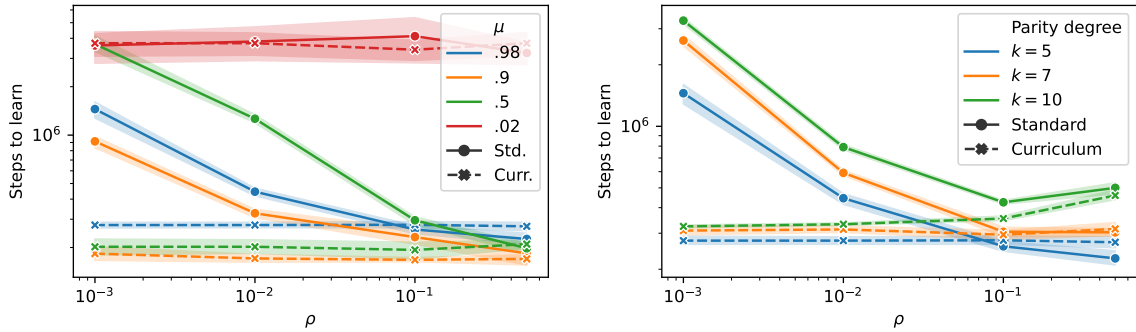 Steps to learn
10^6
μ
.98
.9
.5
.02
Std.
Curr.
10^−3
10^−2
10^−1
ρ
Steps to learn
10^6
Parity degree
k = 5
k = 7
k = 10
Standard
Curriculum
10^−3
10^−2
10^−1
ρ